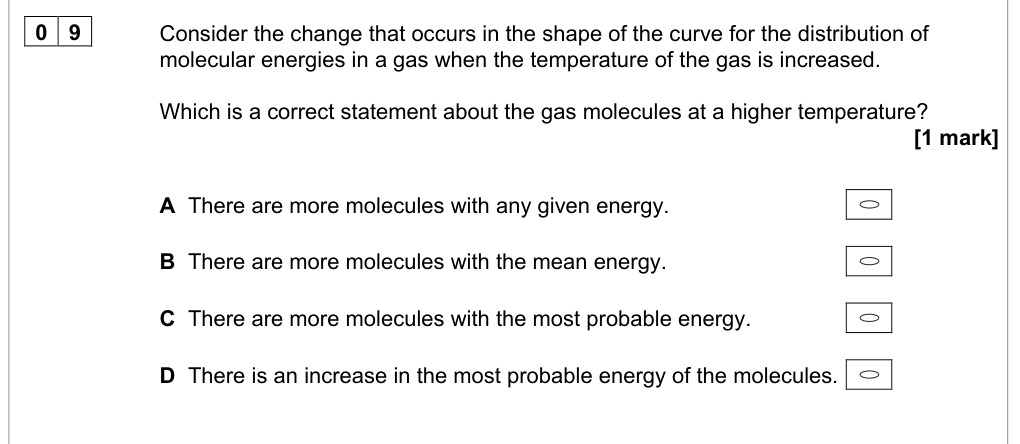 0 9
Consider the change that occurs in the shape of the curve for the distribution of
molecular energies in a gas when the temperature of the gas is increased.
Which is a correct statement about the gas molecules at a higher temperature?
[1 mark]
A There are more molecules with any given energy.
B There are more molecules with the mean energy.
C There are more molecules with the most probable energy.
D There is an increase in the most probable energy of the molecules.